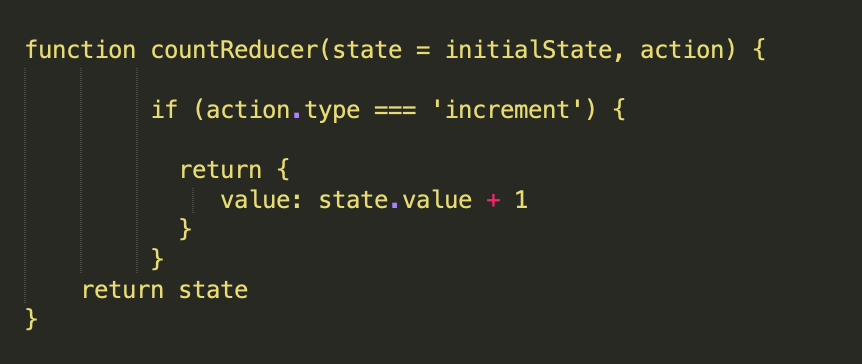 function countReducer(state = initialState, action) {
if (action.type === 'increment') {
return {
value: state.value + 1
}
}
return state
}